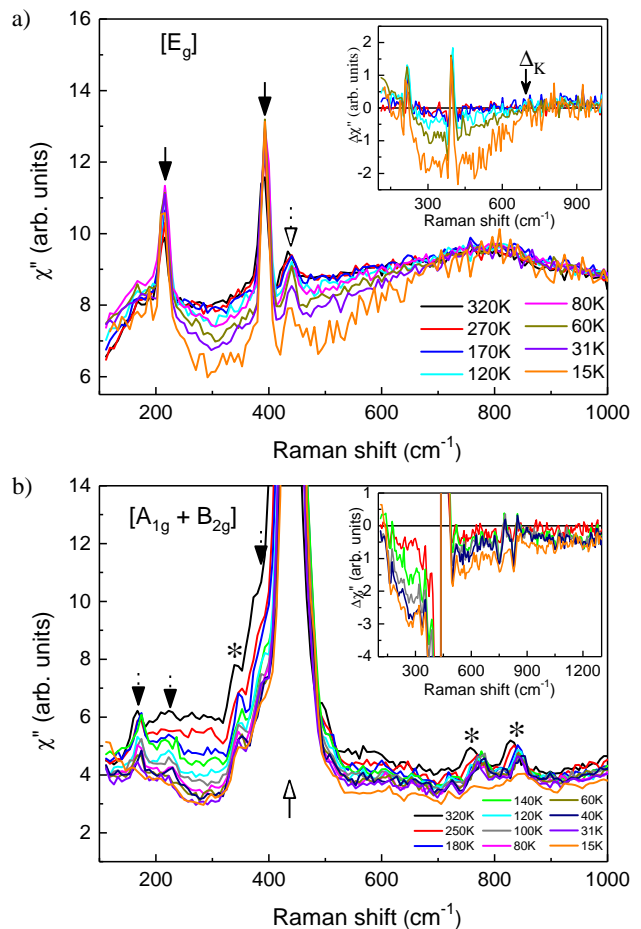 a)
[E_g]
16
14
12
10
8
6
χ" (arb. units)
200
400
600
800
1000
Raman shift (cm⁻¹)
320K
80K
270K
60K
170K
31K
120K
15K
Δ_K
2
1
0
-1
-2
Δχ" (arb. units)
300
600
900
Raman shift (cm⁻¹)
b)
[A_1g + B_2g]
14
12
10
8
6
4
2
χ" (arb. units)
*
*
*
200
400
600
800
1000
Raman shift (cm⁻¹)
140K
60K
320K
120K
40K
250K
100K
31K
180K
80K
15K
1
0
-1
-2
-3
-4
Δχ" (arb. units)
300
600
900
1200
Raman shift (cm⁻¹)